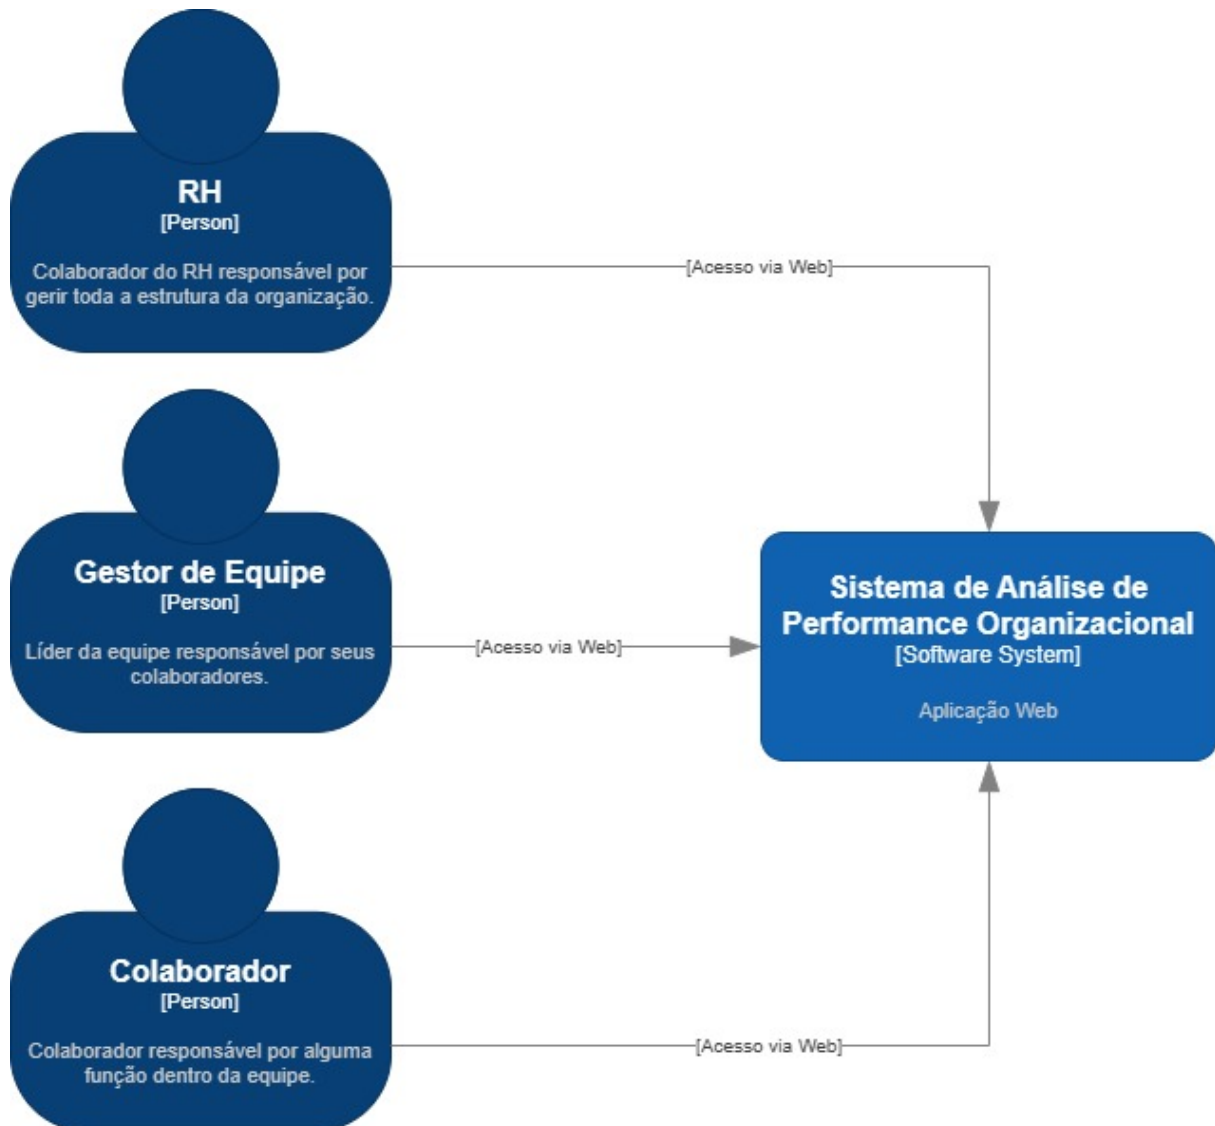 RH
[Person]
Colaborador do RH responsável por
gerir toda a estrutura da organização.
[Acesso via Web]
Gestor de Equipe
[Person]
Líder da equipe responsável por seus
colaboradores.
[Acesso via Web]
Sistema de Análise de
Performance Organizacional
[Software System]
Aplicação Web
Colaborador
[Person]
Colaborador responsável por alguma
função dentro da equipe.
[Acesso via Web]